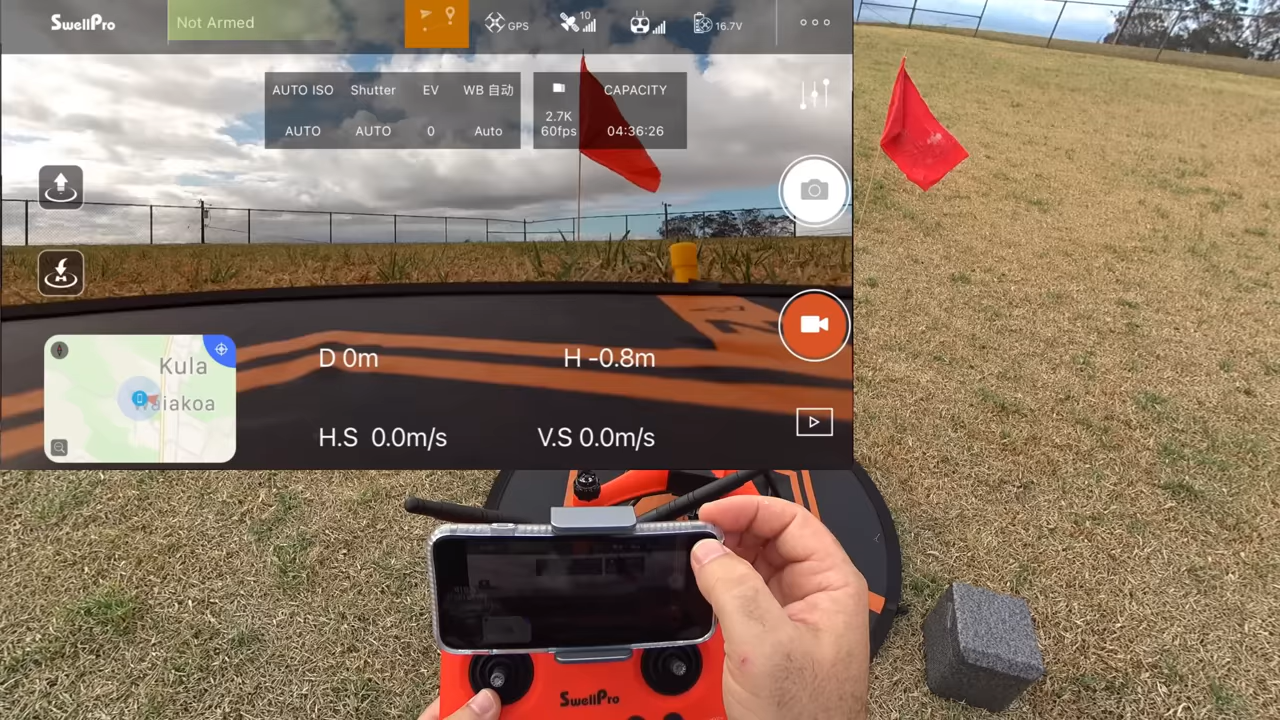 SWELLPRO
Not Armed
GPS
10
16.7V
AUTO ISO Shutter EV WB 自动
AUTO AUTO 0 Auto
CAPACITY
2.7K
60fps
04:36:26
Kula
Waiakoa
D 0m
H -0.8m
H.S 0.0m/s
V.S 0.0m/s
SWELLPRO